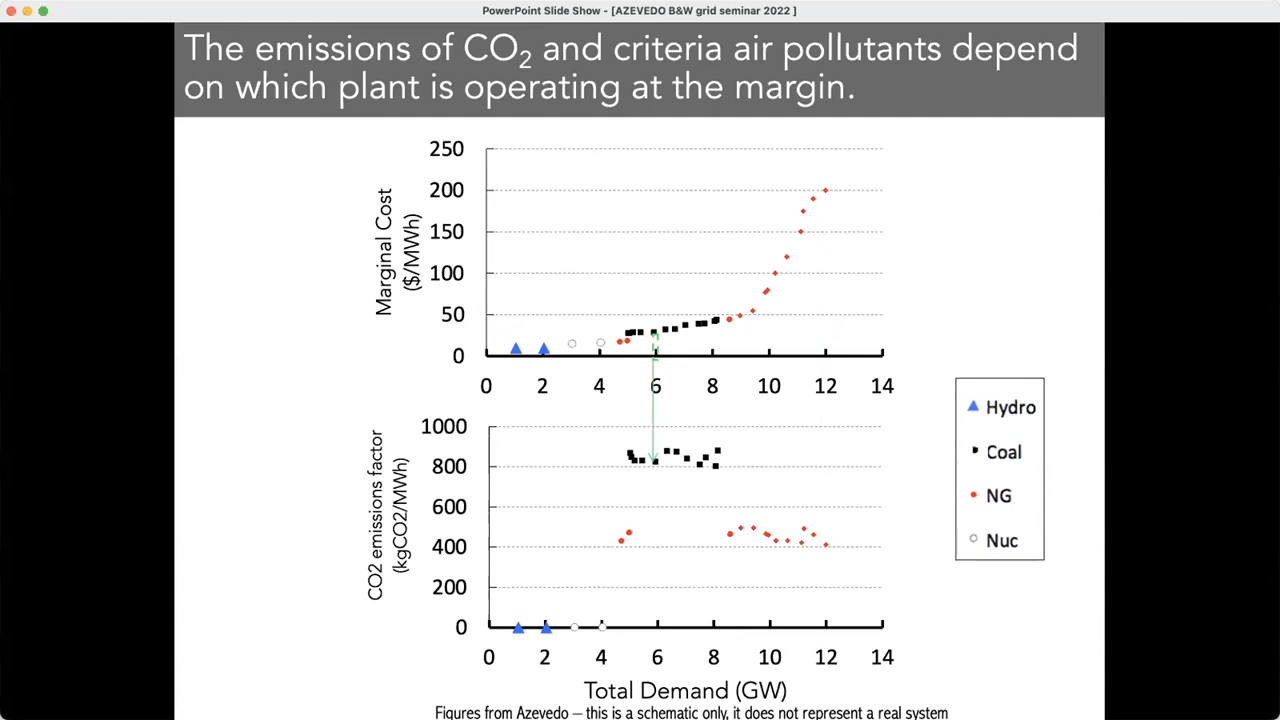 PowerPoint Slide Show - [AZEVEDO B&W grid seminar 2022 ]
The emissions of CO2 and criteria air pollutants depend
on which plant is operating at the margin.
Marginal Cost
($/MWh)
250
200
150
100
50
0
0 2 4 6 8 10 12 14
CO2 emissions factor
(kgCO2/MWh)
1000
800
600
400
200
0
0 2 4 6 8 10 12 14
Total Demand (GW)
Hydro
Coal
NG
Nuc
Figures from Azevedo – this is a schematic only, it does not represent a real system